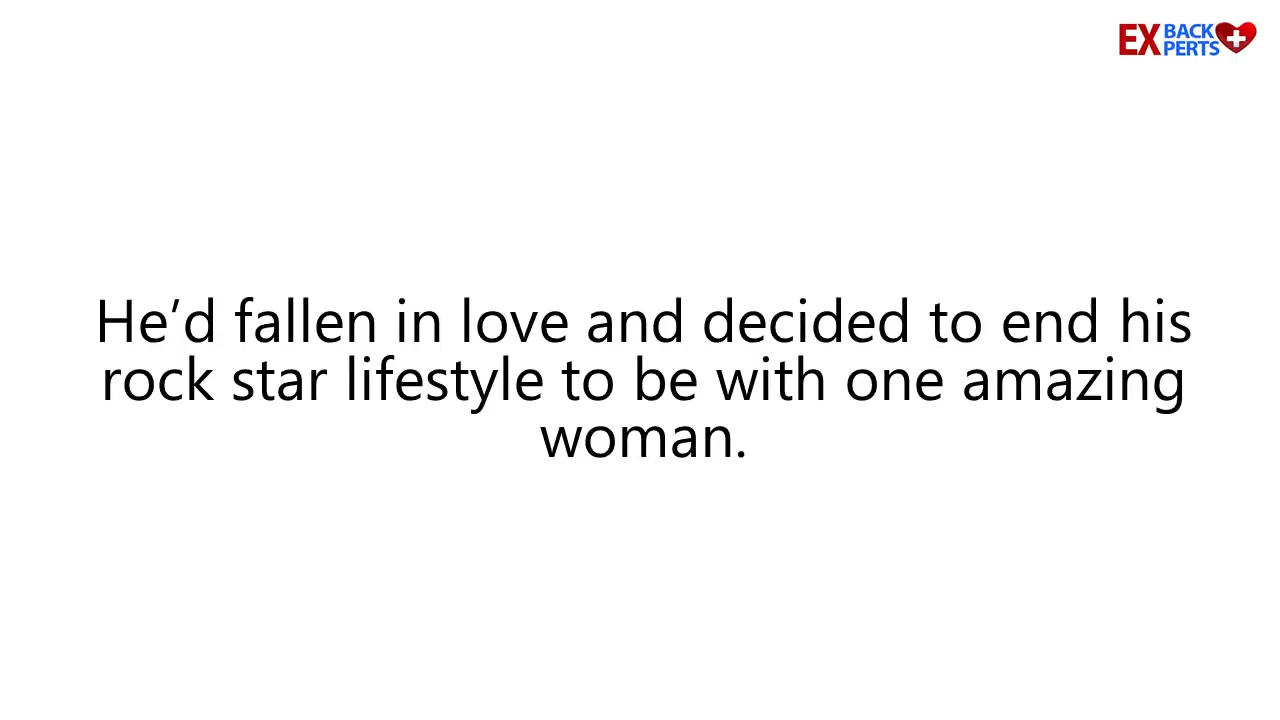 EX BACK
PERTS
He’d fallen in love and decided to end his
rock star lifestyle to be with one amazing
woman.